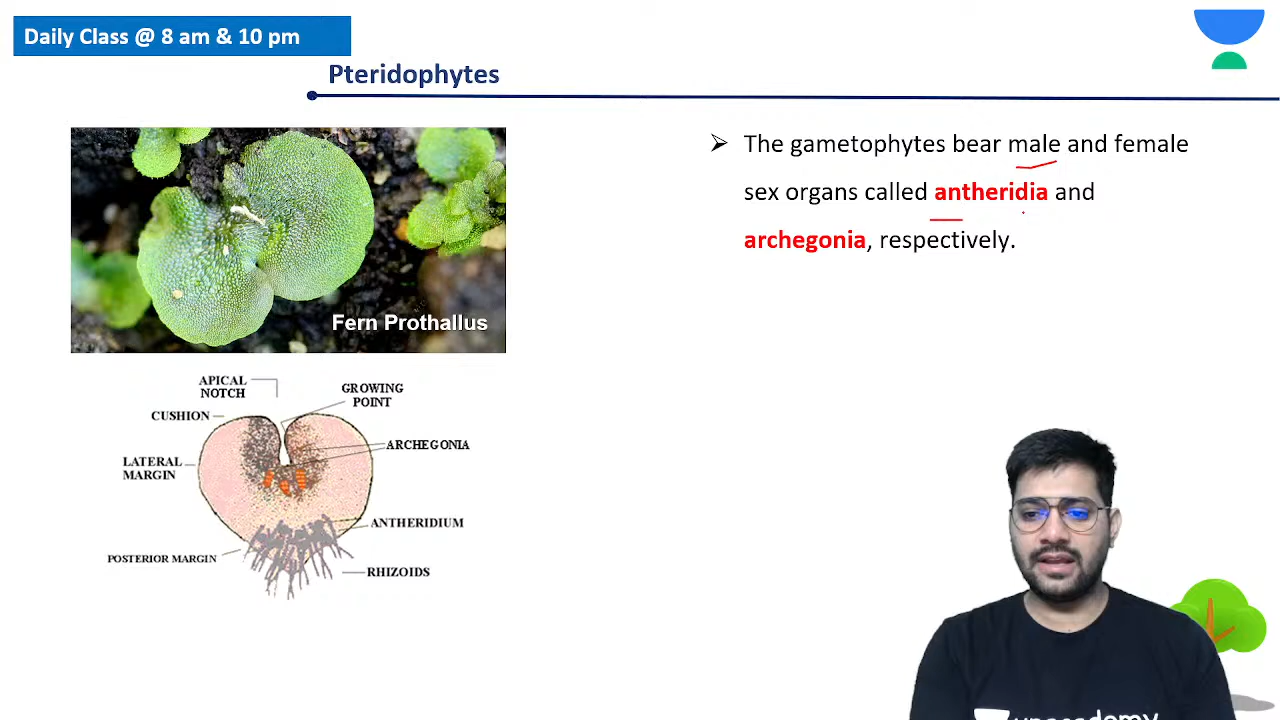 Daily Class @ 8 am & 10 pm
Pteridophytes
➢ The gametophytes bear male and female
sex organs called antheridia and
archegonia, respectively.
Fern Prothallus
APICAL
NOTCH
GROWING
POINT
CUSHION
ARCHEGONIA
LATERAL
MARGIN
ANTHERIDIUM
POSTERIOR MARGIN
RHIZOIDS
unacademy